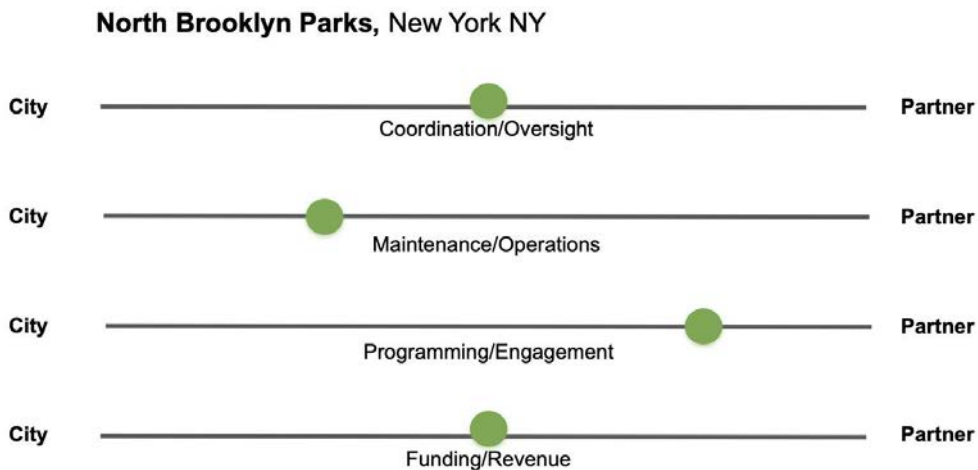 North Brooklyn Parks, New York NY
City Partner
Coordination/Oversight
City Partner
Maintenance/Operations
City Partner
Programming/Engagement
City Partner
Funding/Revenue